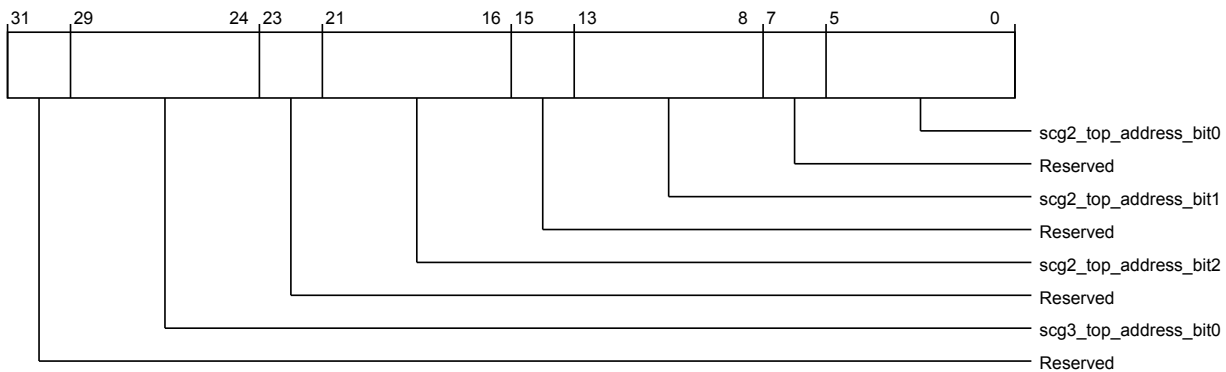 31 29 24 23 21 16 15 13 8 7 5 0
scg2_top_address_bit0
Reserved
scg2_top_address_bit1
Reserved
scg2_top_address_bit2
Reserved
scg3_top_address_bit0
Reserved